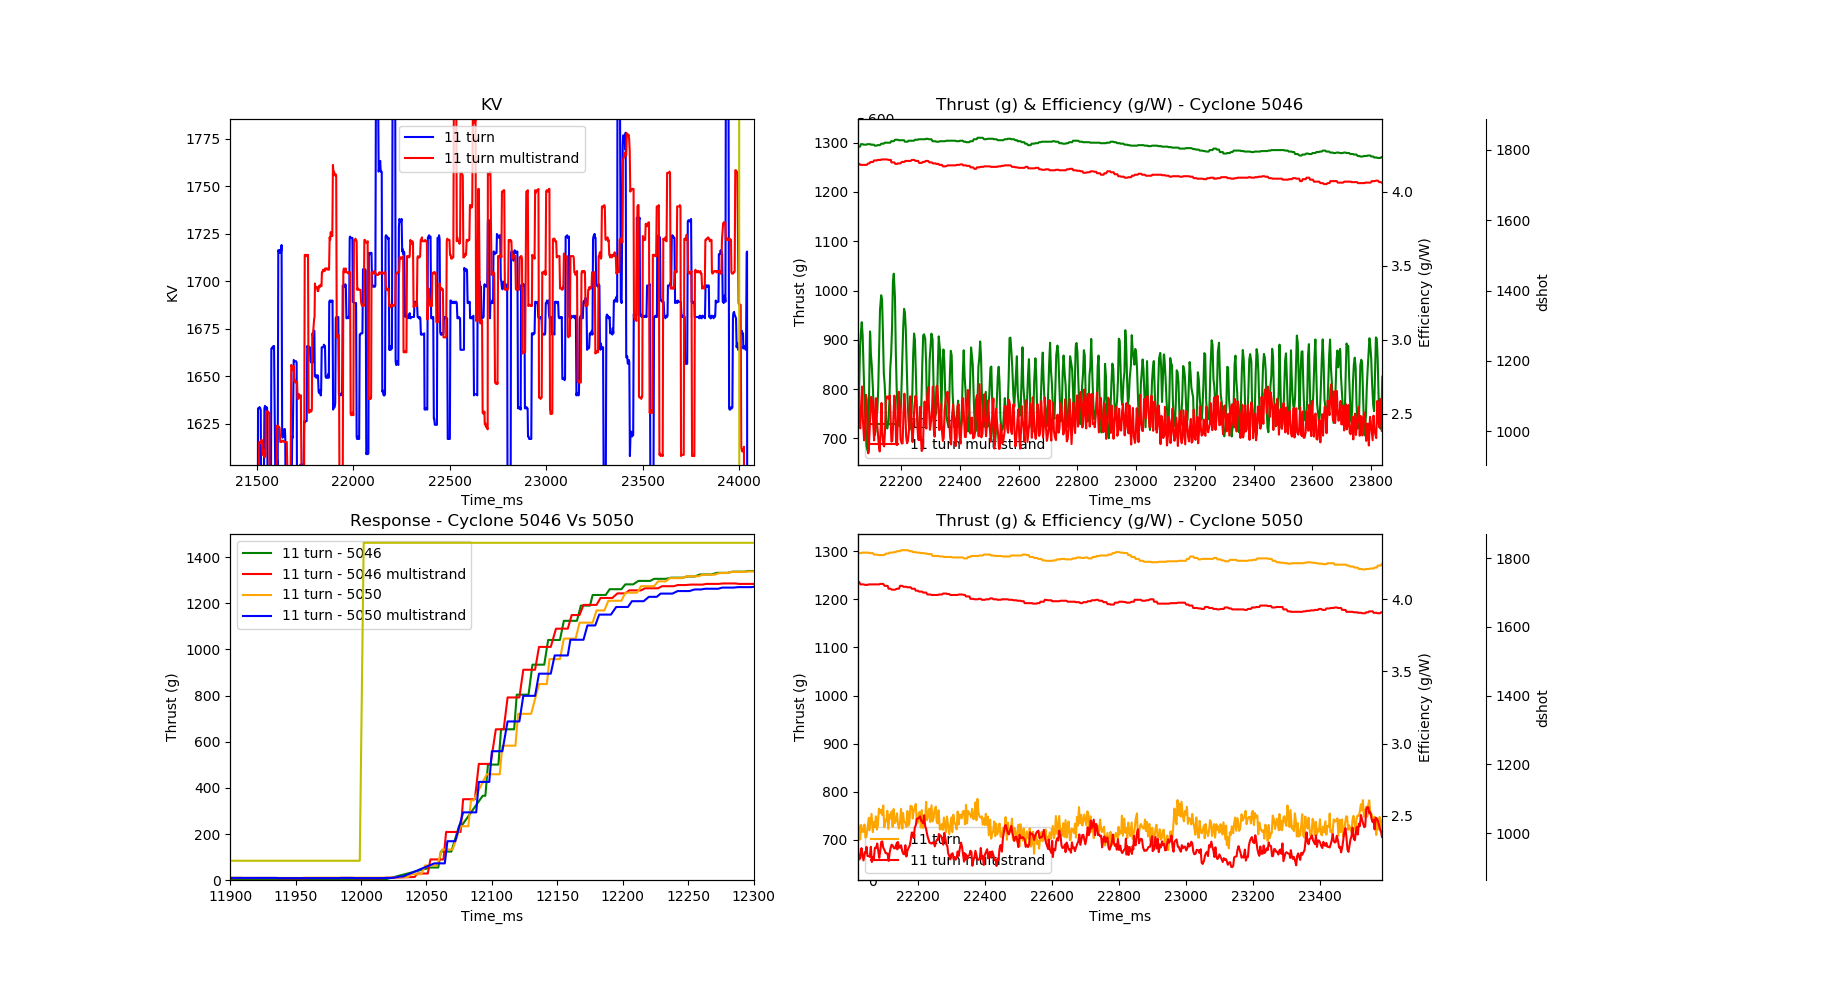 KV
1775
1750
1725
1700
1675
1650
1625
KV
11 turn
11 turn multistrand
21500 22000 22500 23000 23500 24000
Time_ms
Thrust (g) & Efficiency (g/W) - Cyclone 5046
1300
1200
1100
1000
900
800
700
Thrust (g)
4.0
3.5
3.0
2.5
Efficiency (g/W)
1800
1600
1400
1200
1000
dshot
11 turn
11 turn multistrand
22200 22400 22600 22800 23000 23200 23400 23600 23800
Time_ms
Response - Cyclone 5046 Vs 5050
1400
1200
1000
800
600
400
200
0
Thrust (g)
11 turn - 5046
11 turn - 5046 multistrand
11 turn - 5050
11 turn - 5050 multistrand
11900 11950 12000 12050 12100 12150 12200 12250 12300
Time_ms
Thrust (g) & Efficiency (g/W) - Cyclone 5050
1300
1200
1100
1000
900
800
700
Thrust (g)
4.0
3.5
3.0
2.5
Efficiency (g/W)
1800
1600
1400
1200
1000
dshot
11 turn
11 turn multistrand
22200 22400 22600 22800 23000 23200 23400
Time_ms